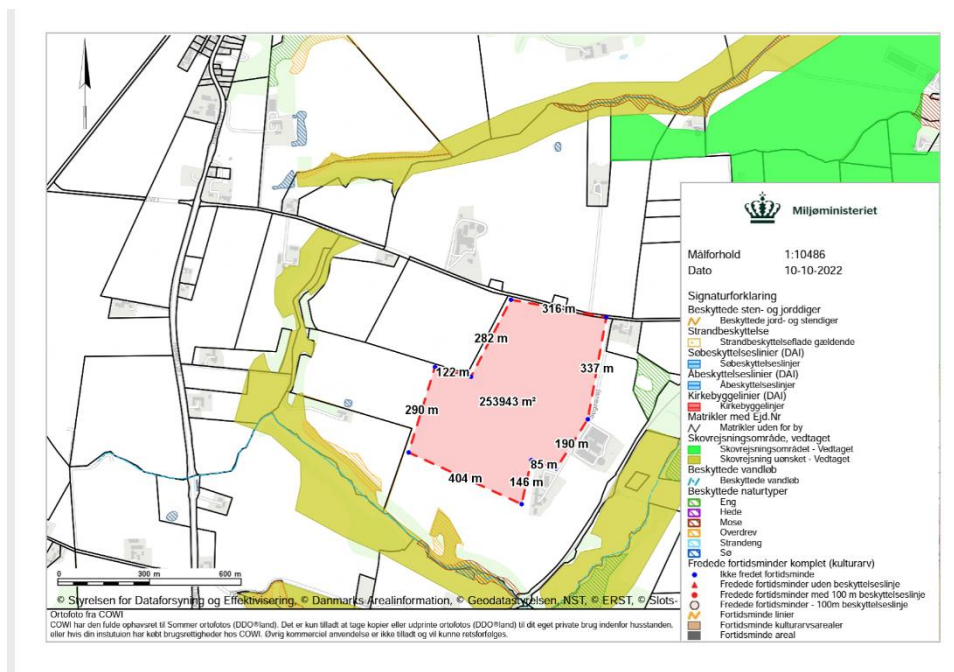 316 m
282 m
122 m
337 m
290 m
253943 m²
190 m
85 m
404 m
146 m
0 300 m 600 m
© Styrelsen for Dataforsyning og Effektivisering, © Danmarks Arealinformation, © Geodatastyrelsen, NST, © ERST, © Slots-
Miljøministeriet
Målforhold 1:10486
Dato 10-10-2022
Signaturforklaring
Beskyttede sten- og jorddiger
Beskyttede jord- og stendiger
Strandbeskyttelse
Strandbeskyttelseflade gældende
Søbeskyttelseslinier (DAI)
Søbeskyttelseslinjer
Åbeskyttelseslinier (DAI)
Åbeskyttelseslinjer
Kirkebyggelinier (DAI)
Kirkebyggelinjer
Matrikler med Ejd.Nr
Matrikler uden for by
Skovrejsningsområde, vedtaget
Skovrejsningsområdet - Vedtaget
Skovrejsning uønsket - Vedtaget
Beskyttede vandløb
Beskyttede vandløb
Beskyttede naturtyper
Eng
Hede
Mose
Overdrev
Strandeng
Sø
Fredede fortidsminder komplet (kulturarv)
Ikke fredet fortidsminde
Fredede fortidsminder uden beskyttelseslinje
Fredede fortidsminder med 100 m beskyttelseslinje
Fredede fortidsminder - 100m beskyttelseslinje
Fortidsminde linier
Fortidsminde kulturarvsarealer
Fortidsminde areal
Ortofoto fra COWI
COWI har den fulde ophavsret til Sommer ortofotos (DDO®land). Det er kun tilladt at tage kopier eller udprinte ortofotos (DDO®land) til dit eget private brug indenfor husstanden.
eller hvis din instutuion har købt brugsrettigheder hos COWI. Øvrig kommerciel anvendelse er ikke tilladt og vil kunne retsforfølges.